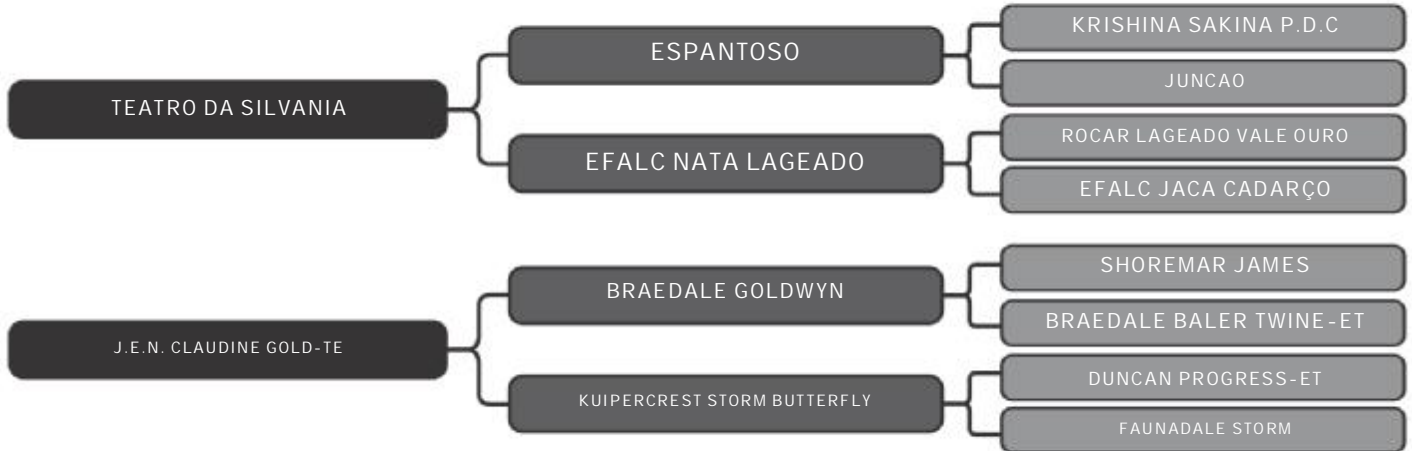 TEATRO DA SILVANIA
ESPANTOSO
KRISHINA SAKINA P.D.C
JUNCAO
EFALC NATA LAGEADO
ROCAR LAGEADO VALE OURO
EFALC JACA CADARÇO
J.E.N. CLAUDINE GOLD-TE
BRAEDALE GOLDWYN
SHOREMAR JAMES
BRAEDALE BALER TWINE-ET
KUIPERCREST STORM BUTTERFLY
DUNCAN PROGRESS-ET
FAUNADALE STORM